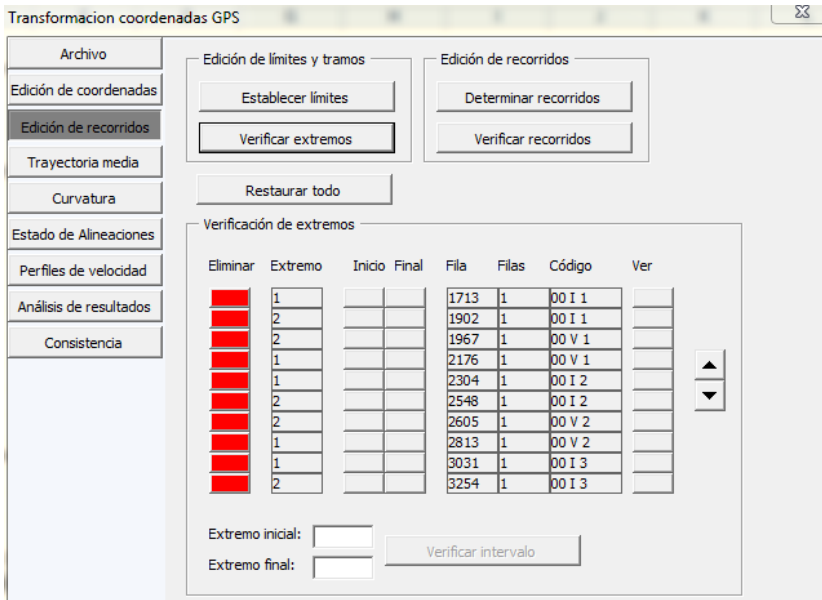 Transformacion coordenadas GPS
Archivo
Edición de coordenadas
Edición de recorridos
Trayectoria media
Curvatura
Estado de Alineaciones
Perfiles de velocidad
Análisis de resultados
Consistencia
Edición de límites y tramos
Establecer límites
Verificar extremos
Edición de recorridos
Determinar recorridos
Verificar recorridos
Restaurar todo
Verificación de extremos
Eliminar Extremo Inicio Final Fila Filas Código Ver
1 1713 1 00 I 1
2 1902 1 00 I 1
2 1967 1 00 V 1
1 2176 1 00 V 1
1 2304 1 00 I 2
2 2548 1 00 I 2
2 2605 1 00 V 2
1 2813 1 00 V 2
1 3031 1 00 I 3
2 3254 1 00 I 3
Extremo inicial:
Extremo final:
Verificar intervalo